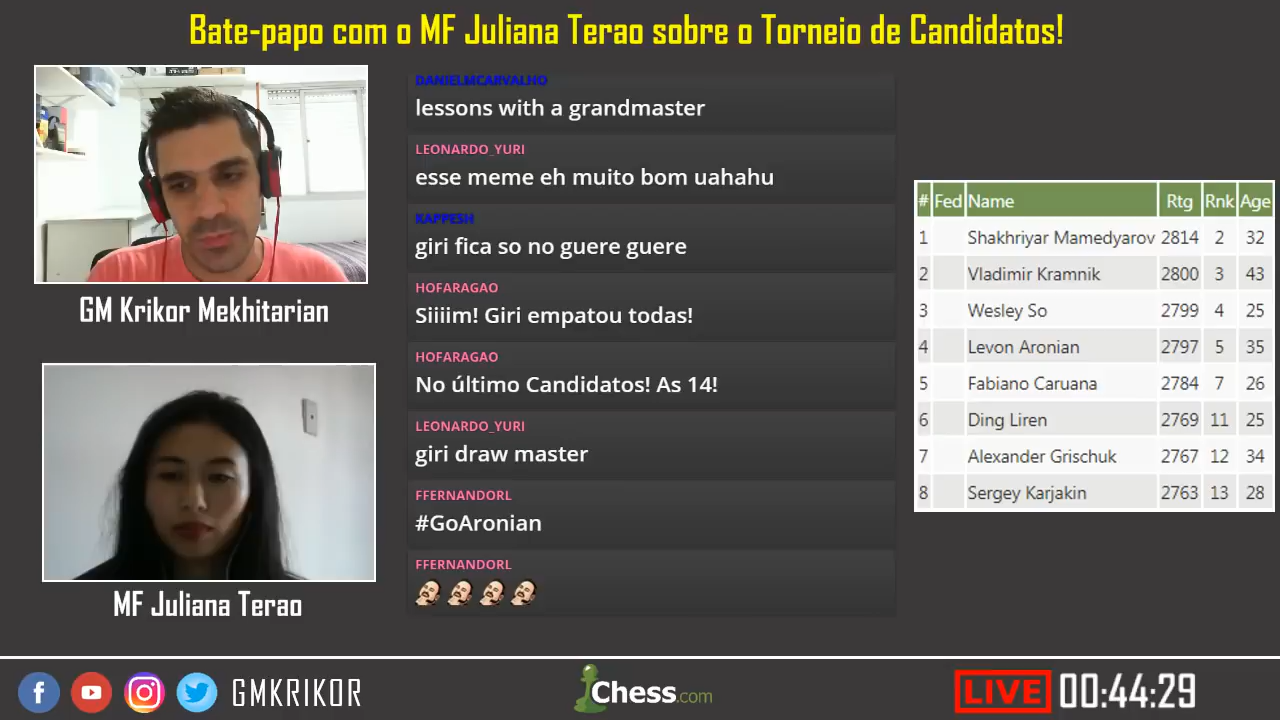 Bate-papo com o MF Juliana Terao sobre o Torneio de Candidatos!
GM Krikor Mekhitarian
MF Juliana Terao
DANIELMCARVALHO
lessons with a grandmaster
LEONARDO_YURI
esse meme eh muito bom uahahu
KAPPESH
giri fica so no guere guere
HOFARAGAO
Siiiim! Giri empatou todas!
HOFARAGAO
No último Candidatos! As 14!
LEONARDO_YURI
giri draw master
FFERNANDORL
#GoAronian
FFERNANDORL
# Fed Name Rtg Rnk Age
1 Shakhriyar Mamedyarov 2814 2 32
2 Vladimir Kramnik 2800 3 43
3 Wesley So 2799 4 25
4 Levon Aronian 2797 5 35
5 Fabiano Caruana 2784 7 26
6 Ding Liren 2769 11 25
7 Alexander Grischuk 2767 12 34
8 Sergey Karjakin 2763 13 28
GMKRIKOR
Chess.com
LIVE 00:44:29